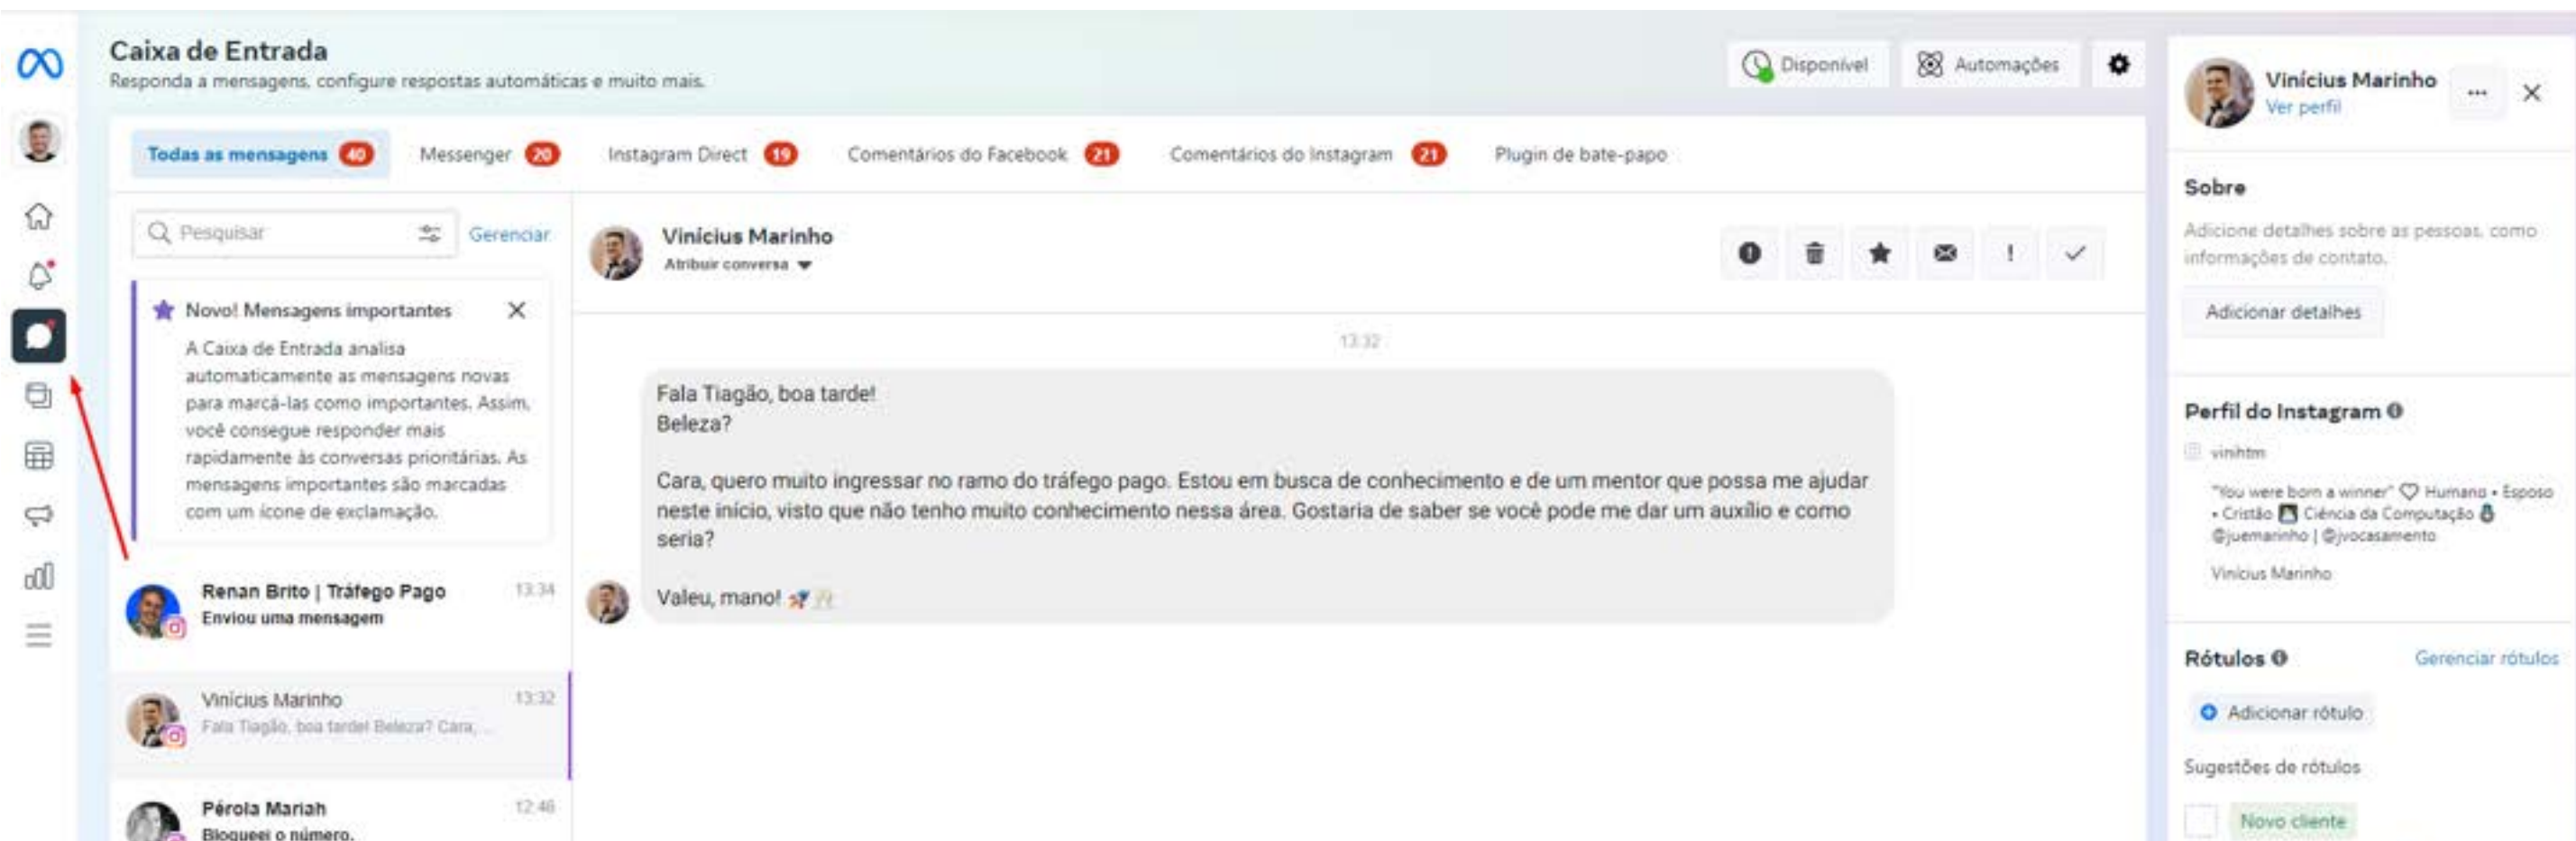 Caixa de Entrada
Responda a mensagens, configure respostas automáticas e muito mais.
Disponível
Automações
Todas as mensagens 40
Messenger 20
Instagram Direct 19
Comentários do Facebook 21
Comentários do Instagram 21
Plugin de bate-papo
Pesquisar
Gerenciar
Novo! Mensagens importantes
A Caixa de Entrada analisa
automaticamente as mensagens novas
para marcá-las como importantes. Assim,
você consegue responder mais
rapidamente às conversas prioritárias. As
mensagens importantes são marcadas
com um ícone de exclamação.
Renan Brito | Tráfego Pago 13:34
Enviou uma mensagem
Vinícius Marinho 13:32
Fala Tiagão, boa tarde! Beleza? Cara, ...
Pérola Mariah 12:46
Bloqueei o número.
Vinícius Marinho
Atribuir conversa
13:32
Fala Tiagão, boa tarde!
Beleza?
Cara, quero muito ingressar no ramo do tráfego pago. Estou em busca de conhecimento e de um mentor que possa me ajudar
neste início, visto que não tenho muito conhecimento nessa área. Gostaria de saber se você pode me dar um auxílio e como
seria?
Valeu, mano! 🚀
Vinícius Marinho
Ver perfil
Sobre
Adicione detalhes sobre as pessoas, como
informações de contato.
Adicionar detalhes
Perfil do Instagram
vinihtm
"You were born a winner" ♡ Humano • Esposo
• Cristão 👨‍💻 Ciência da Computação
@juemarinho | @jvocasamento
Vinícius Marinho
Rótulos
Gerenciar rótulos
Adicionar rótulo
Sugestões de rótulos
Novo cliente